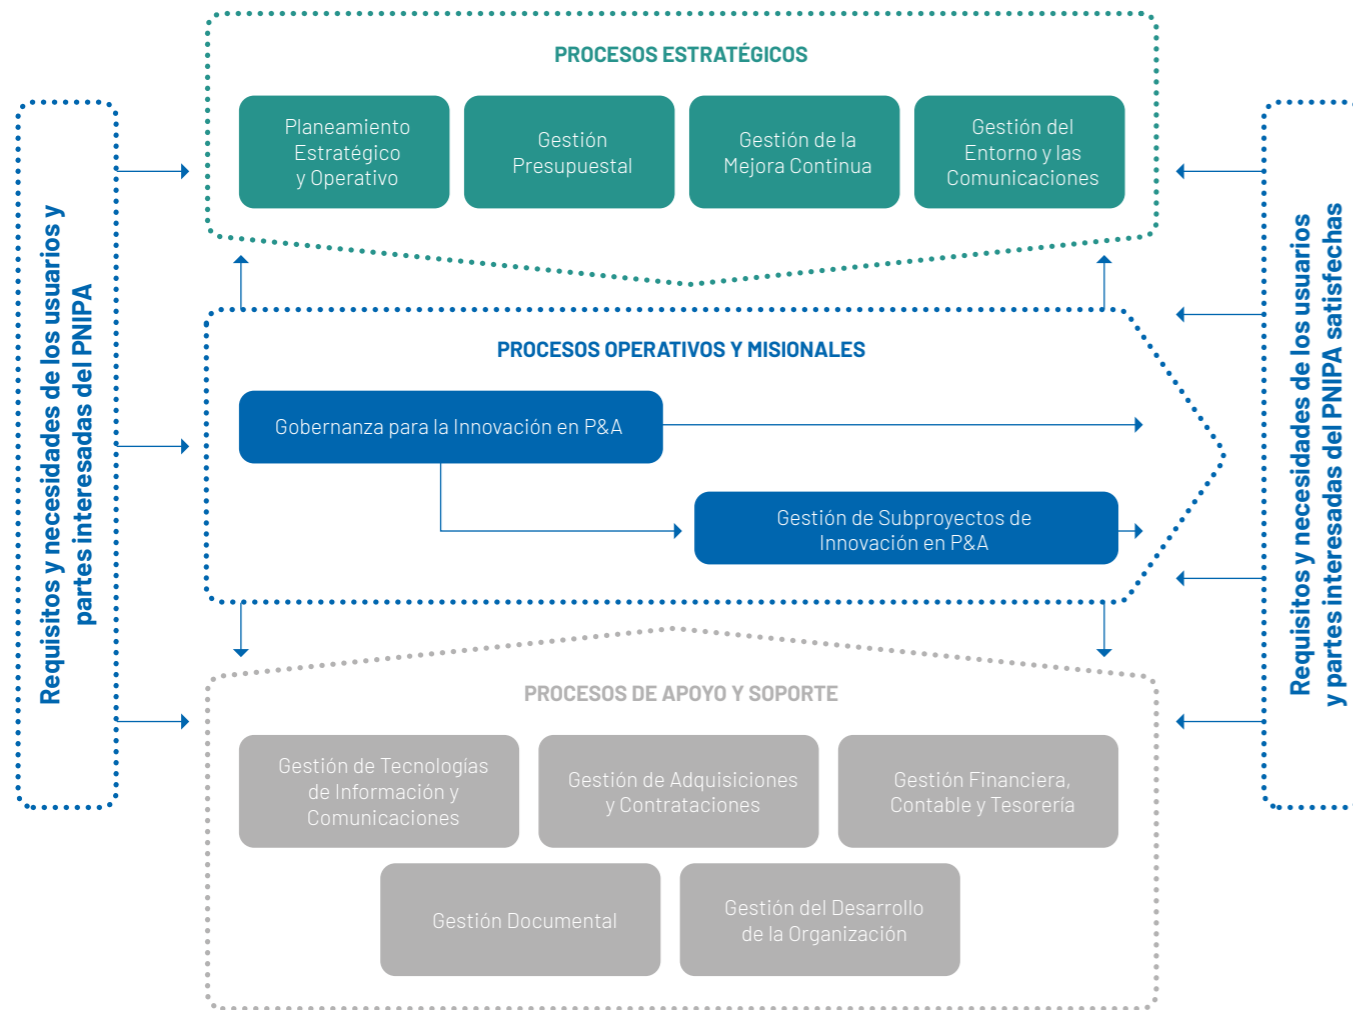 PROCESOS ESTRATÉGICOS
Planeamiento
Estratégico
y Operativo
Gestión
Presupuestal
Gestión de la
Mejora Continua
Gestión del
Entorno y las
Comunicaciones
Requisitos y necesidades de los usuarios y
partes interesadas del PNIPA
PROCESOS OPERATIVOS Y MISIONALES
Gobernanza para la Innovación en P&A
Gestión de Subproyectos de
Innovación en P&A
Requisitos y necesidades de los usuarios
y partes interesadas del PNIPA satisfechas
PROCESOS DE APOYO Y SOPORTE
Gestión de Tecnologías
de Información y
Comunicaciones
Gestión de Adquisiciones
y Contrataciones
Gestión Financiera,
Contable y Tesorería
Gestión Documental
Gestión del Desarrollo
de la Organización